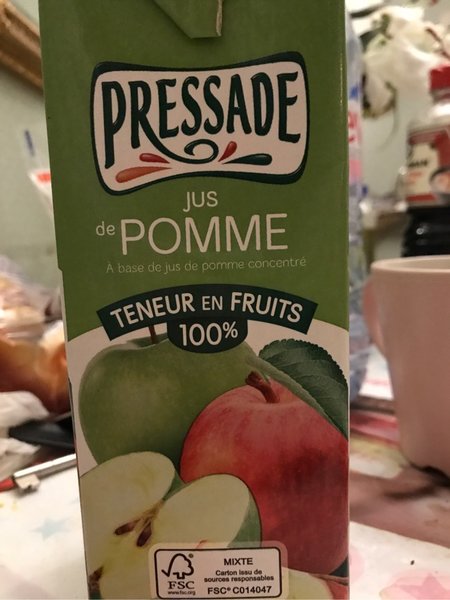 PRESSADE
JUS
de POMME
À base de jus de pomme concentré
TENEUR EN FRUITS
100%
FSC
www.fsc.org
MIXTE
Carton issu de
sources responsables
FSC® C014047